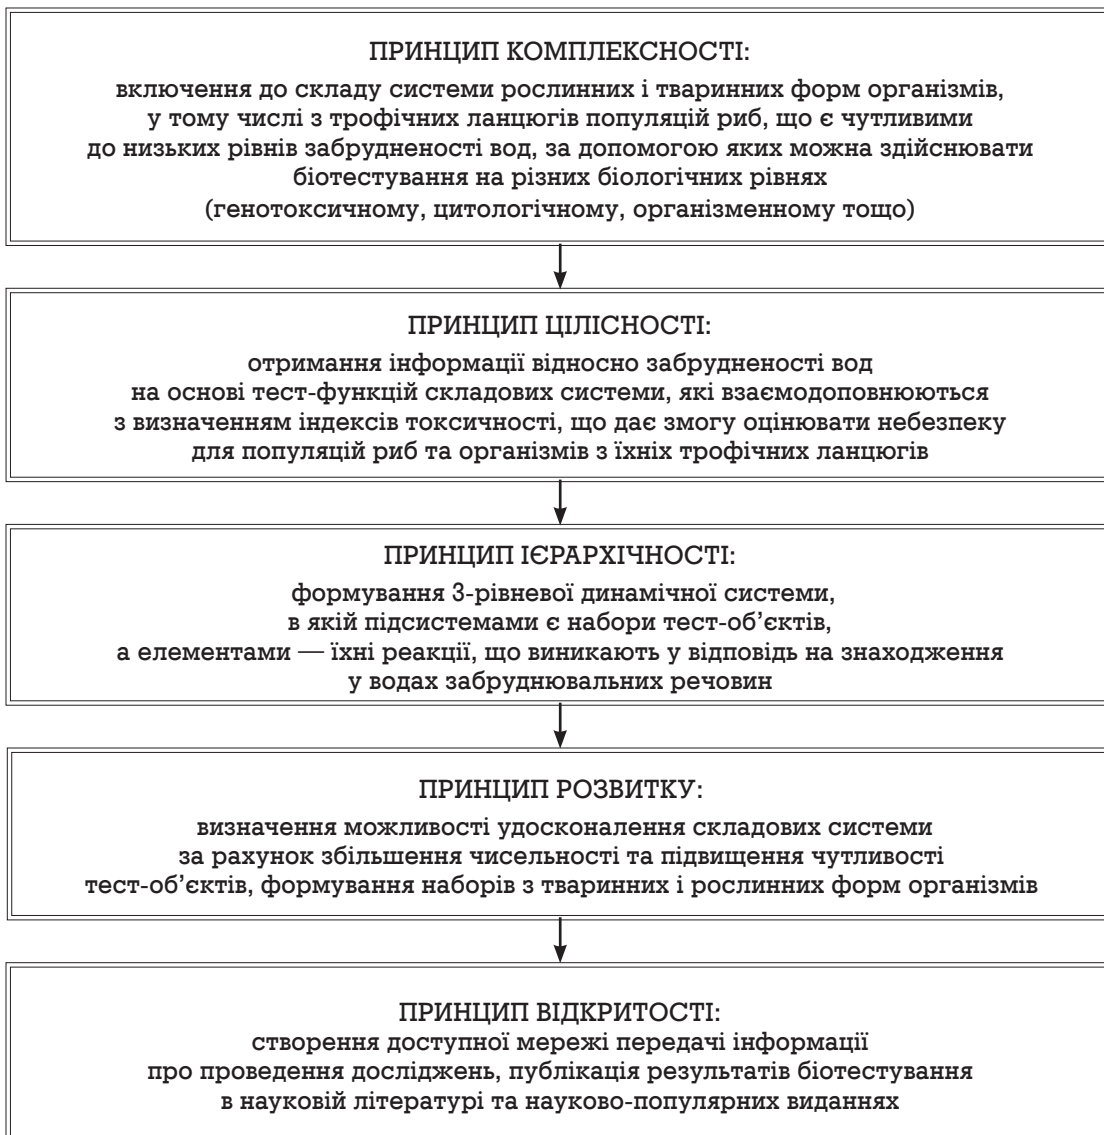 ПРИНЦИП КОМПЛЕКСНОСТІ:
включення до складу системи рослинних і тваринних форм організмів,
у тому числі з трофічних ланцюгів популяцій риб, що є чутливими
до низьких рівнів забрудненості вод, за допомогою яких можна здійснювати
біотестування на різних біологічних рівнях
(генотоксичному, цитологічному, організменному тощо)
ПРИНЦИП ЦІЛІСНОСТІ:
отримання інформації відносно забрудненості вод
на основі тест-функцій складових системи, які взаємодоповнюються
з визначенням індексів токсичності, що дає змогу оцінювати небезпеку
для популяцій риб та організмів з їхніх трофічних ланцюгів
ПРИНЦИП ІЄРАРХІЧНОСТІ:
формування 3-рівневої динамічної системи,
в якій підсистемами є набори тест-об’єктів,
а елементами — їхні реакції, що виникають у відповідь на знаходження
у водах забруднювальних речовин
ПРИНЦИП РОЗВИТКУ:
визначення можливості удосконалення складових системи
за рахунок збільшення чисельності та підвищення чутливості
тест-об’єктів, формування наборів з тваринних і рослинних форм організмів
ПРИНЦИП ВІДКРИТОСТІ:
створення доступної мережі передачі інформації
про проведення досліджень, публікація результатів біотестування
в науковій літературі та науково-популярних виданнях